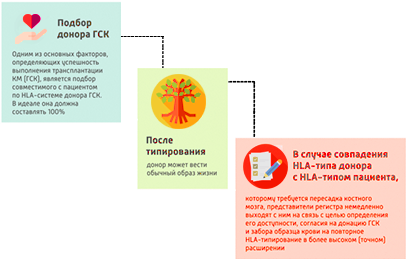 Подбор
донора ГСК
Одним из основных факторов,
определяющих успешность
выполнения трансплантации
КМ (ГСК), является подбор
совместимого с пациентом
по HLA-системе донора ГСК.
В идеале она должна
составлять 100%
После
типирования
донор может вести
обычный образ жизни
В случае совпадения
HLA-типа донора
с HLA-типом пациента,
которому требуется пересадка костного
мозга, представители регистра немедленно
выходят с ним на связь с целью определения
его доступности, согласия на донацию ГСК
и забора образца крови на повторное
HLA-типирование в более высоком (точном)
расширении